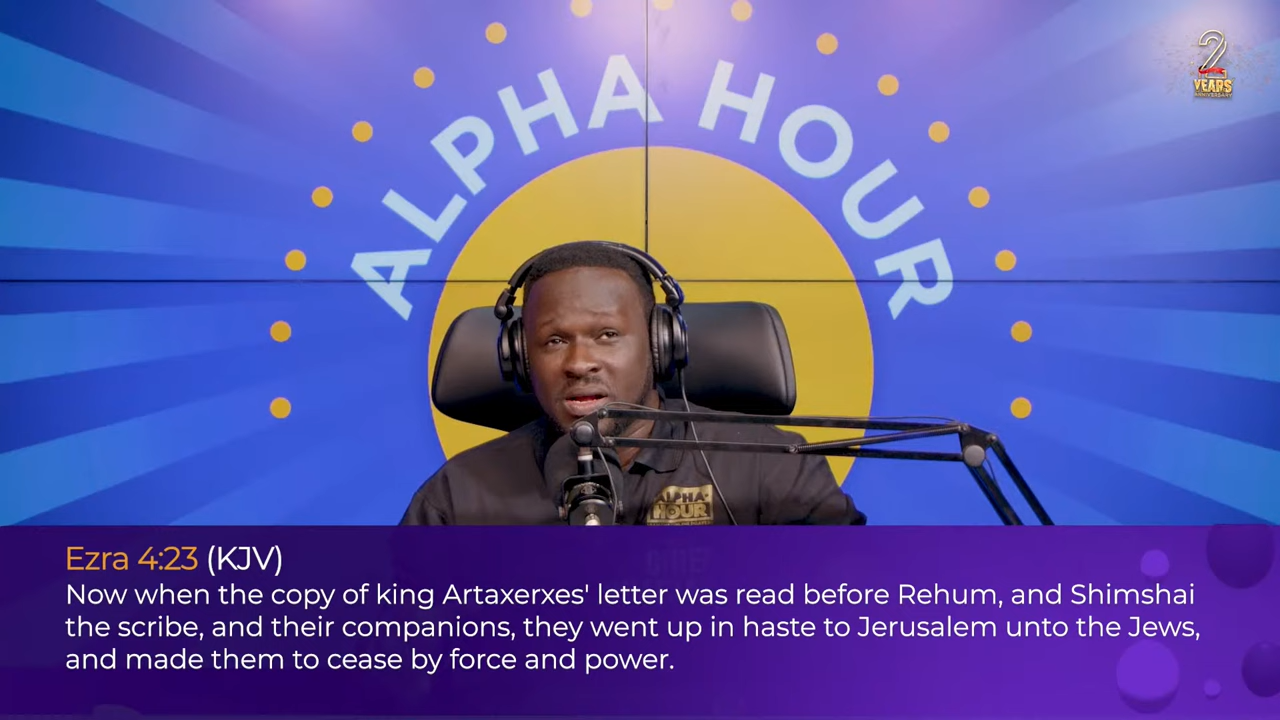 ALPHA HOUR
2
YEARS
ANNIVERSARY
ALPHA
HOUR
Ezra 4:23 (KJV)
Now when the copy of king Artaxerxes' letter was read before Rehum, and Shimshai
the scribe, and their companions, they went up in haste to Jerusalem unto the Jews,
and made them to cease by force and power.